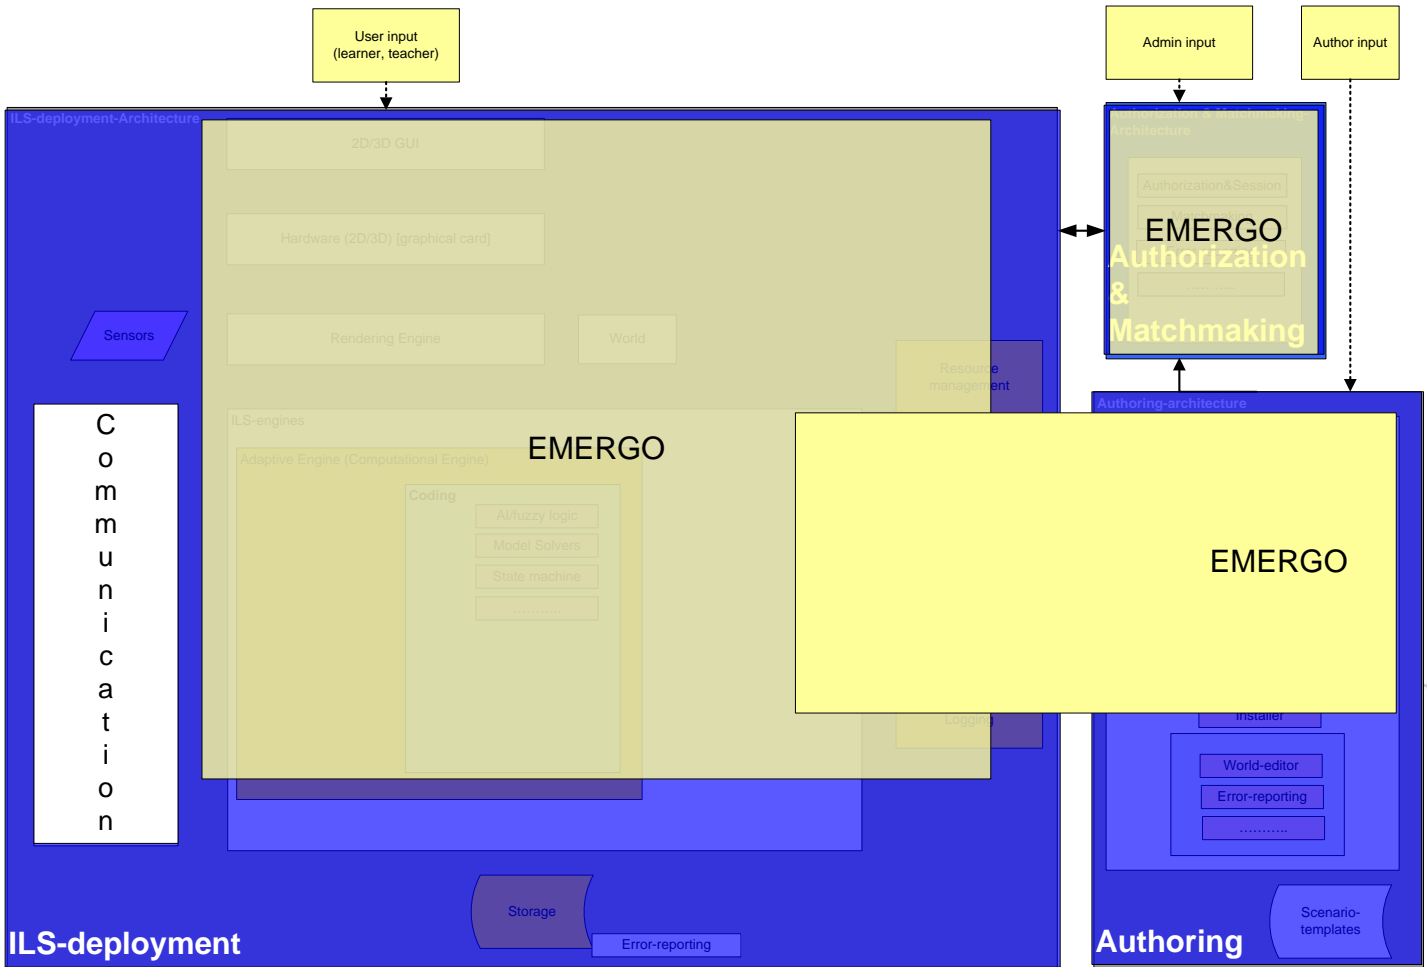 User input
(learner, teacher)
Admin input
Author input
ILS-deployment-Architecture
2D/3D GUI
Hardware (2D/3D) [graphical card]
Sensors
Rendering Engine
World
Resource
management
ILS-engines
EMERGO
Adaptive Engine (Computational Engine)
Coding
AI/fuzzy logic
Model Solvers
State machine
………..
C
o
m
m
u
n
i
c
a
t
i
o
n
Logging
Storage
Error-reporting
ILS-deployment
Authorization & Matchmaking-
Architecture
Authorization&Session
EMERGO
Authorization
&
Matchmaking
………..
Authoring-architecture
EMERGO
Installer
World-editor
Error-reporting
………..
Scenario-
templates
Authoring